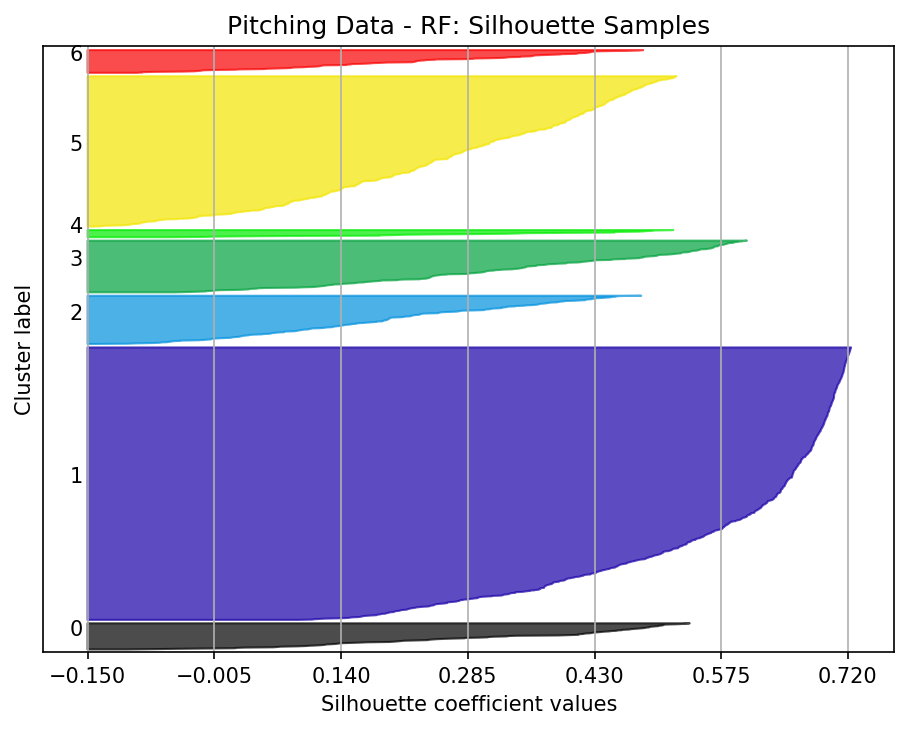 Pitching Data - RF: Silhouette Samples
6
5
4
3
2
1
0
Cluster label
−0.150 −0.005 0.140 0.285 0.430 0.575 0.720
Silhouette coefficient values